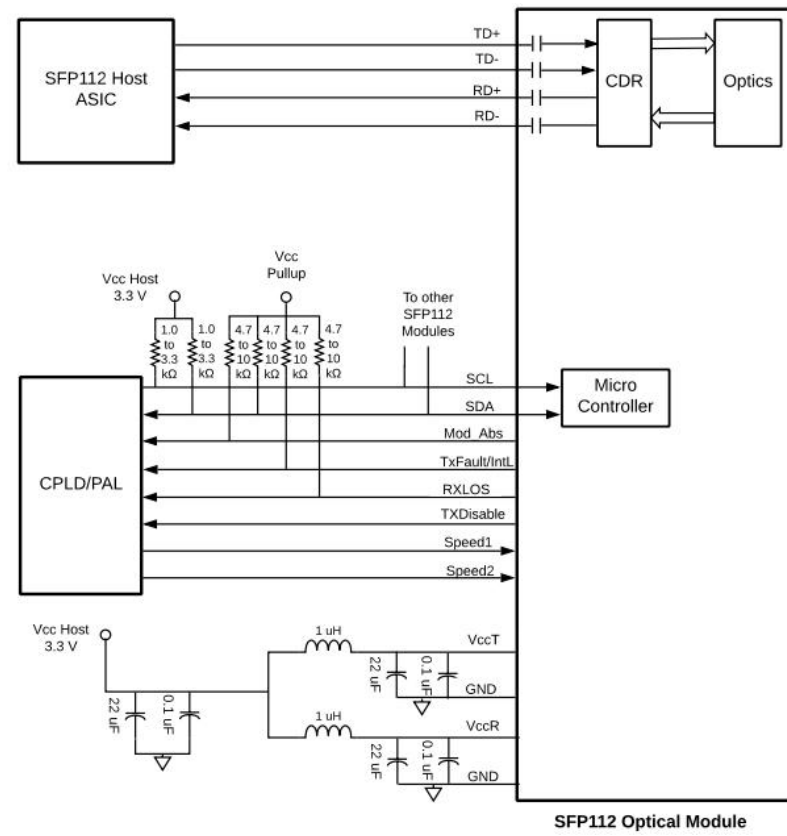 TD+
TD-
RD+
RD-
SFP112 Host
ASIC
CDR
Optics
Vcc
Pullup
Vcc Host
3.3 V
To other
SFP112
Modules
1.0
to
3.3
kΩ
1.0
to
3.3
kΩ
4.7
to
10
kΩ
4.7
to
10
kΩ
4.7
to
10
kΩ
4.7
to
10
kΩ
SCL
SDA
Mod_Abs
TxFault/IntL
RXLOS
TXDisable
Speed1
Speed2
Micro
Controller
CPLD/PAL
Vcc Host
3.3 V
22 uF
0.1 uF
1 uH
VccT
22 uF
0.1 uF
GND
1 uH
VccR
22 uF
0.1 uF
GND
SFP112 Optical Module